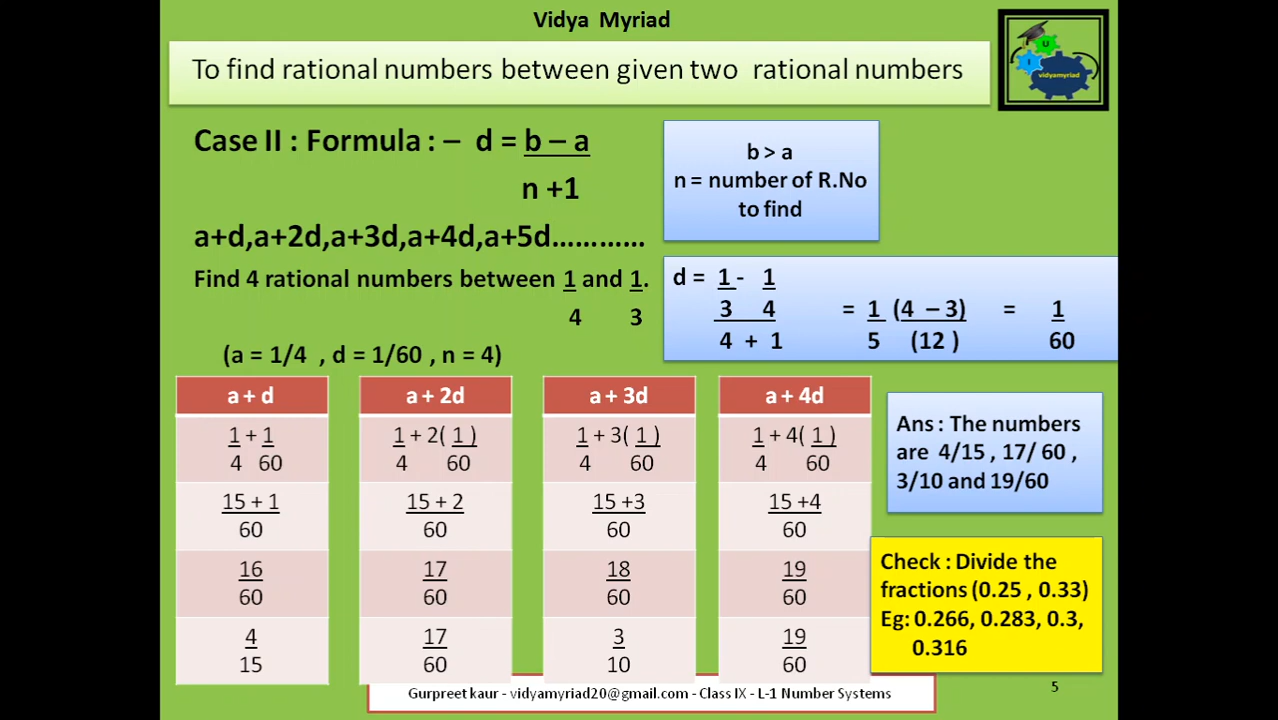 Vidya Myriad
To find rational numbers between given two rational numbers
U
I
vidyamyriad
Case II : Formula : – d = b – a
n +1
b > a
n = number of R.No
to find
a+d,a+2d,a+3d,a+4d,a+5d............
Find 4 rational numbers between 1 and 1.
4 3
d = 1 - 1
3 4 = 1 (4 – 3) = 1
4 + 1 5 (12 ) 60
(a = 1/4 , d = 1/60 , n = 4)
a + d a + 2d a + 3d a + 4d
1 + 1 1 + 2( 1 ) 1 + 3( 1 ) 1 + 4( 1 )
4 60 4 60 4 60 4 60
15 + 1 15 + 2 15 +3 15 +4
60 60 60 60
16 17 18 19
60 60 60 60
4 17 3 19
15 60 10 60
Ans : The numbers
are 4/15 , 17/ 60 ,
3/10 and 19/60
Check : Divide the
fractions (0.25 , 0.33)
Eg: 0.266, 0.283, 0.3,
0.316
Gurpreet kaur - vidyamyriad20@gmail.com - Class IX - L-1 Number Systems
5